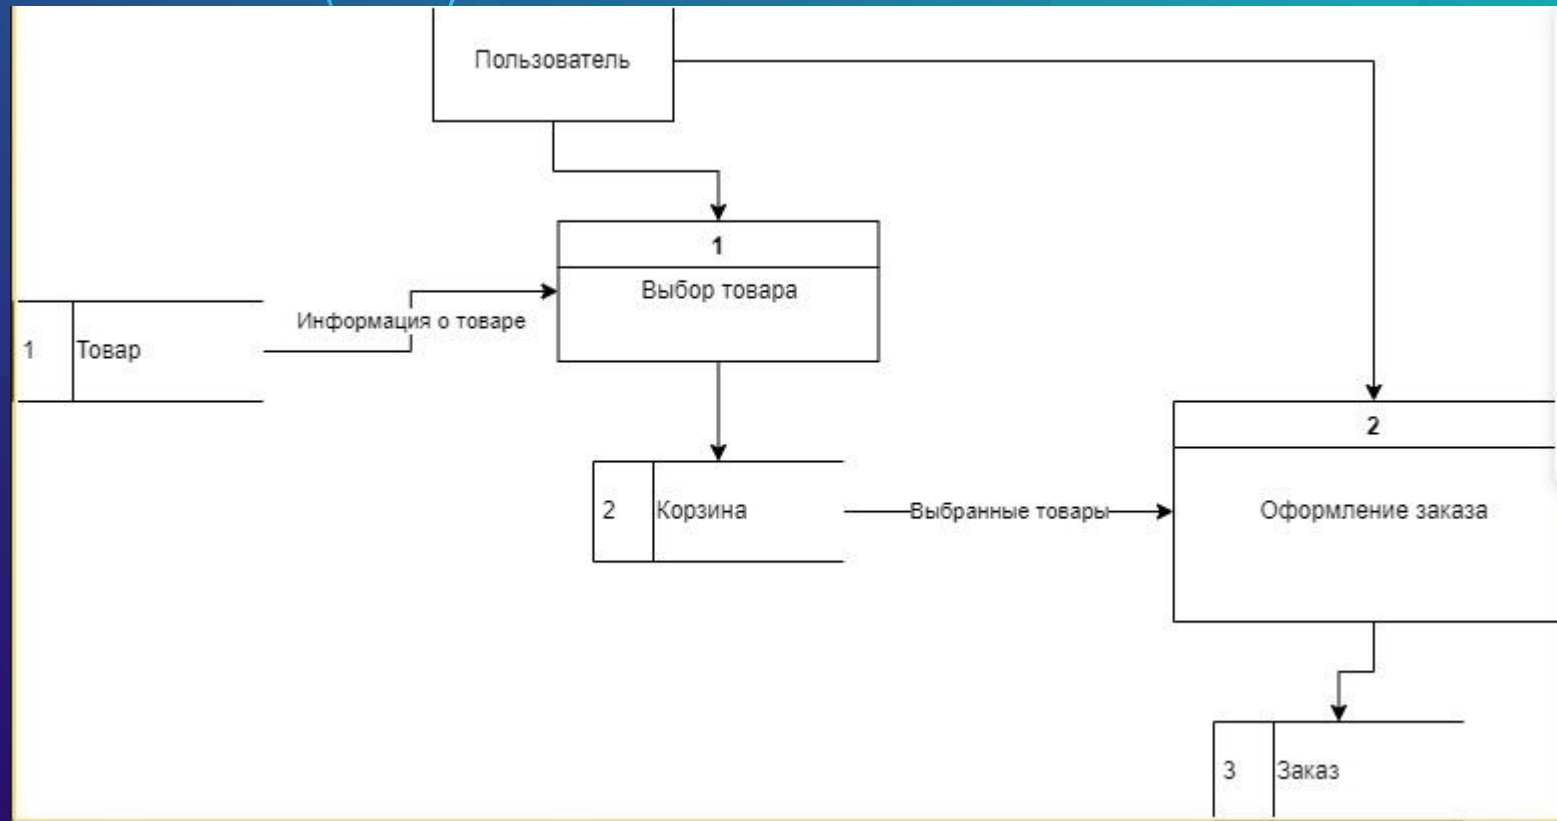 Пользователь
1
Выбор товара
Информация о товаре
1
Товар
2
Оформление заказа
2
Корзина
Выбранные товары
3
Заказ